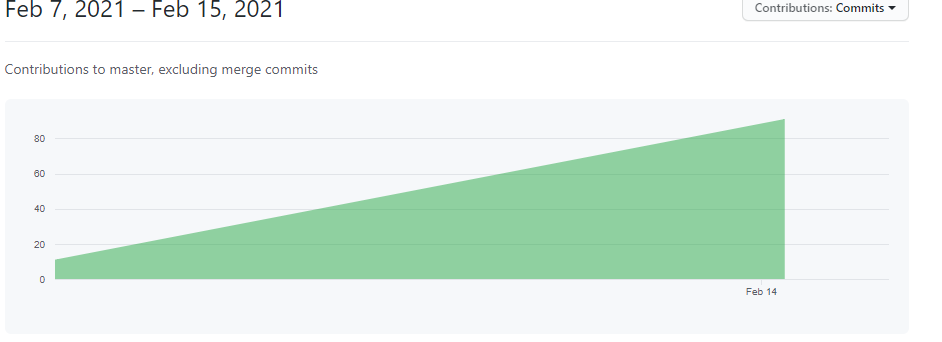 Feb 7, 2021 – Feb 15, 2021
Contributions: Commits
Contributions to master, excluding merge commits
80
60
40
20
0
Feb 14